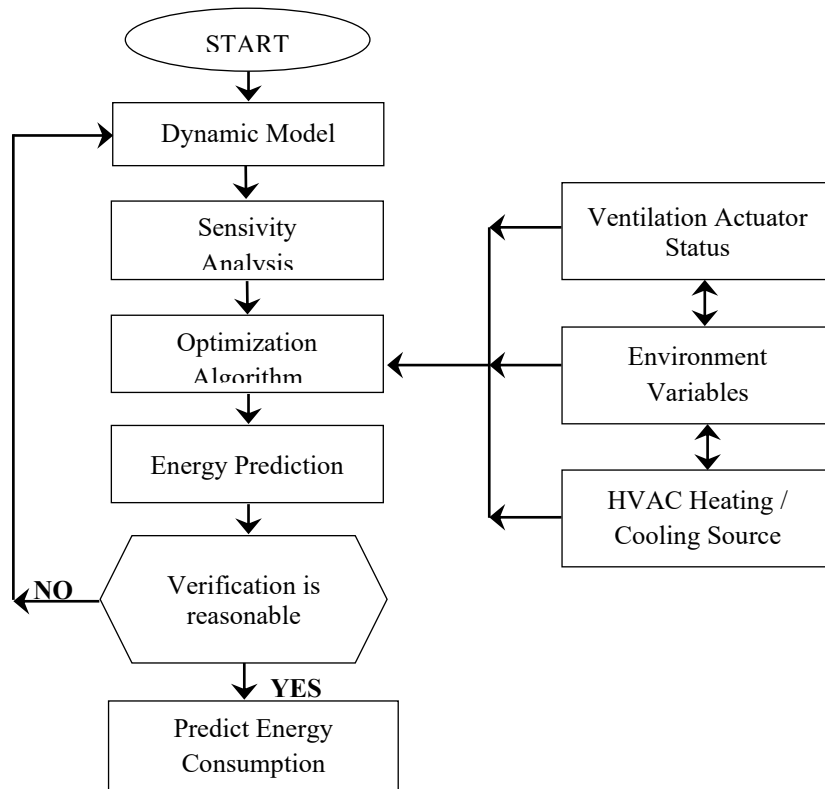 START
Dynamic Model
Sensivity
Analysis
Optimization
Algorithm
Energy Prediction
Verification is
reasonable
NO
YES
Predict Energy
Consumption
Ventilation Actuator
Status
Environment
Variables
HVAC Heating /
Cooling Source